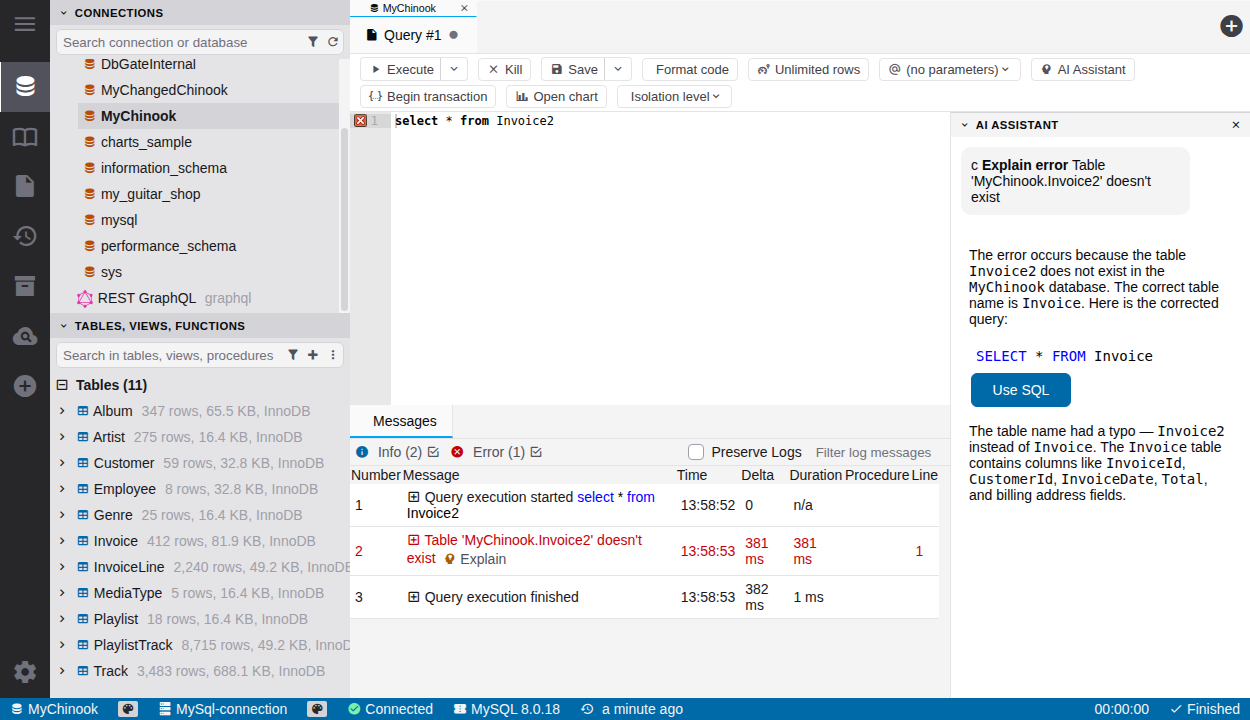 CONNECTIONS
Search connection or database
DbGateInternal
MyChangedChinook
MyChinook
charts_sample
information_schema
my_guitar_shop
mysql
performance_schema
sys
REST GraphQL graphql
TABLES, VIEWS, FUNCTIONS
Search in tables, views, procedures
Tables (11)
Album 347 rows, 65.5 KB, InnoDB
Artist 275 rows, 16.4 KB, InnoDB
Customer 59 rows, 32.8 KB, InnoDB
Employee 8 rows, 32.8 KB, InnoDB
Genre 25 rows, 16.4 KB, InnoDB
Invoice 412 rows, 81.9 KB, InnoDB
InvoiceLine 2,240 rows, 49.2 KB, InnoDB
MediaType 5 rows, 16.4 KB, InnoDB
Playlist 18 rows, 16.4 KB, InnoDB
PlaylistTrack 8,715 rows, 49.2 KB, InnoD
Track 3,483 rows, 688.1 KB, InnoDB
MyChinook
Query #1
Execute Kill Save Format code Unlimited rows (no parameters) AI Assistant
Begin transaction Open chart Isolation level
1 select * from Invoice2
Messages
Info (2) Error (1) Preserve Logs Filter log messages
Number Message Time Delta Duration Procedure Line
1 Query execution started select * from Invoice2 13:58:52 0 n/a
2 Table 'MyChinook.Invoice2' doesn't exist Explain 13:58:53 381 ms 381 ms 1
3 Query execution finished 13:58:53 382 ms 1 ms
AI ASSISTANT
c Explain error Table
'MyChinook.Invoice2' doesn't
exist
The error occurs because the table
Invoice2 does not exist in the
MyChinook database. The correct table
name is Invoice. Here is the corrected
query:
SELECT * FROM Invoice
Use SQL
The table name had a typo — Invoice2
instead of Invoice. The Invoice table
contains columns like InvoiceId,
CustomerId, InvoiceDate, Total,
and billing address fields.
MyChinook MySql-connection Connected MySQL 8.0.18 a minute ago 00:00:00 Finished